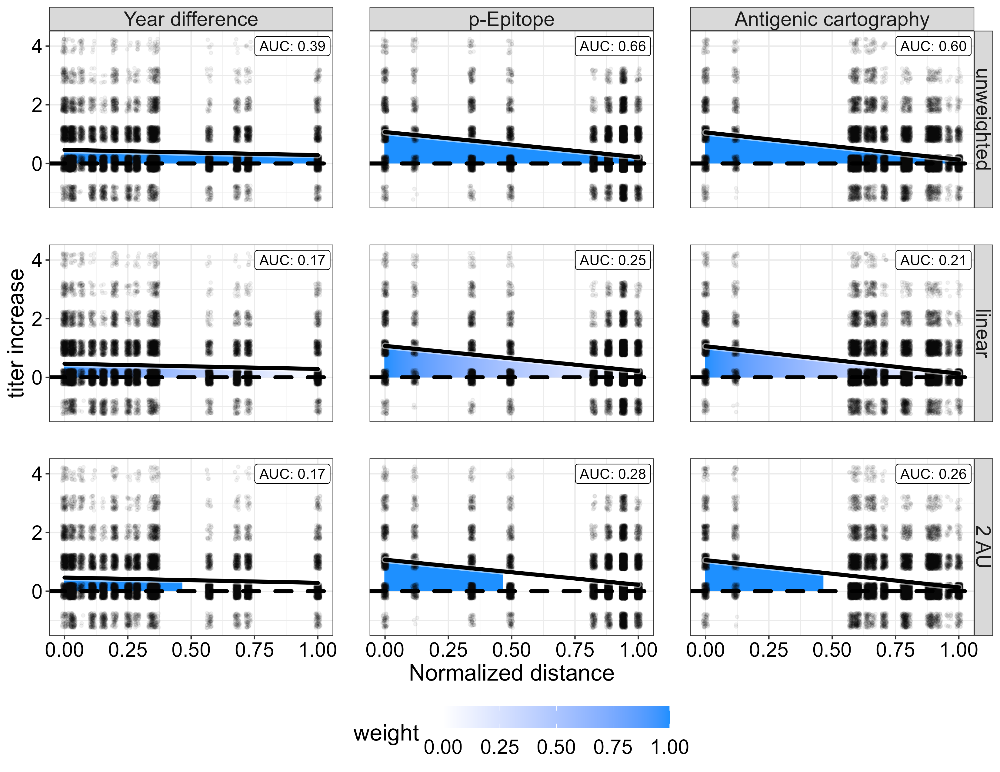 Year difference
p-Epitope
Antigenic cartography
AUC: 0.39
AUC: 0.66
AUC: 0.60
4
2
0
unweighted
AUC: 0.17
AUC: 0.25
AUC: 0.21
4
2
0
linear
titer increase
AUC: 0.17
AUC: 0.28
AUC: 0.26
4
2
0
2 AU
0.00 0.25 0.50 0.75 1.00
0.00 0.25 0.50 0.75 1.00
0.00 0.25 0.50 0.75 1.00
Normalized distance
weight
0.00 0.25 0.50 0.75 1.00